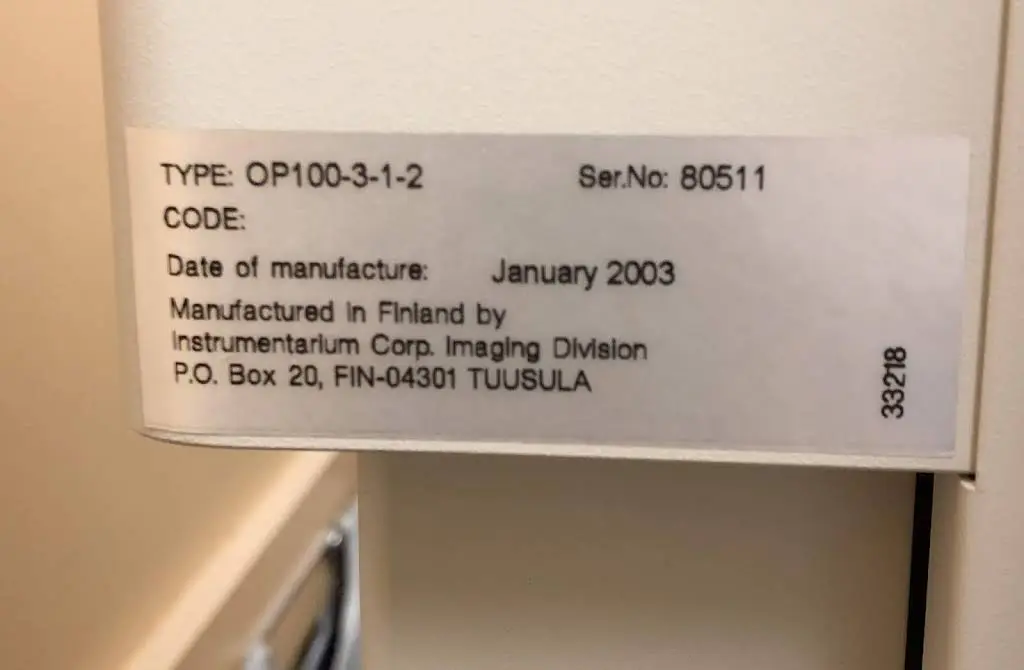 TYPE: OP100-3-1-2 Ser.No: 80511
CODE:
Date of manufacture: January 2003
Manufactured in Finland by
Instrumentarium Corp. Imaging Division
P.O. Box 20, FIN-04301 TUUSULA
33218